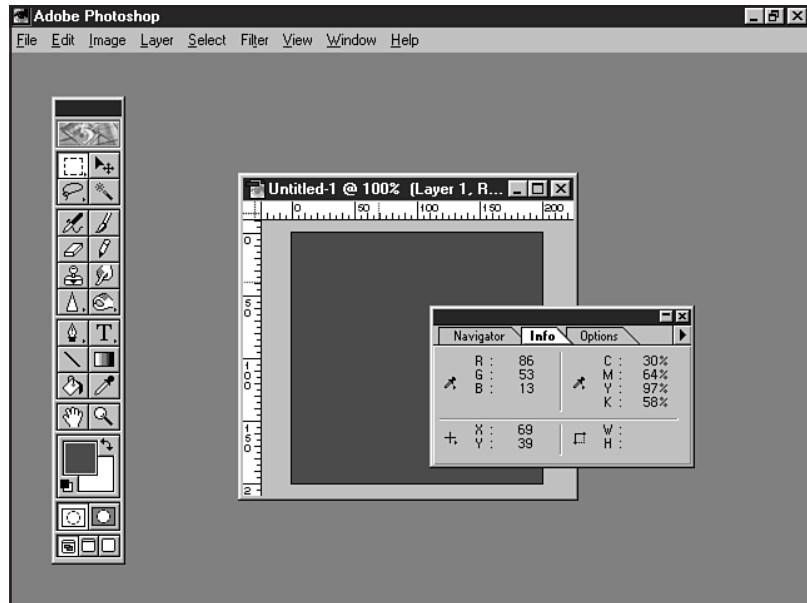 Adobe Photoshop
File Edit Image Layer Select Filter View Window Help
Untitled-1 @ 100% (Layer 1, R...
0 50 100 150 200
0
50
100
150
2
T
Navigator Info Options
R : 86 C : 30%
G : 53 M : 64%
B : 13 Y : 97%
K : 58%
X : 69 W :
Y : 39 H :